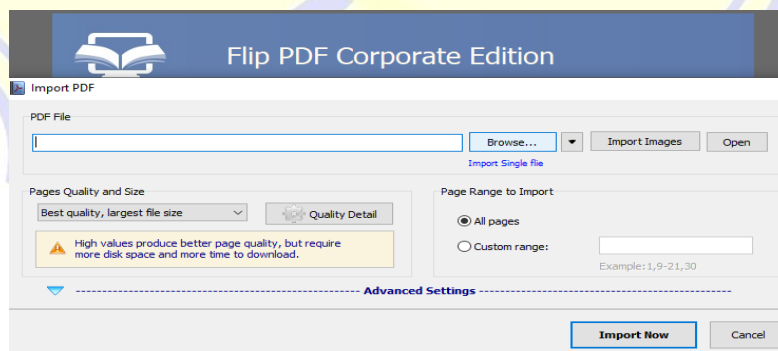 Flip PDF Corporate Edition
Import PDF
PDF File
Browse...
Import Images
Open
Import Single flie
Pages Quality and Size
Best quality, largest file size
Quality Detail
High values produce better page quality, but require
more disk space and more time to download.
Page Range to Import
All pages
Custom range:
Example:1,9-21,30
Advanced Settings
Import Now
Cancel